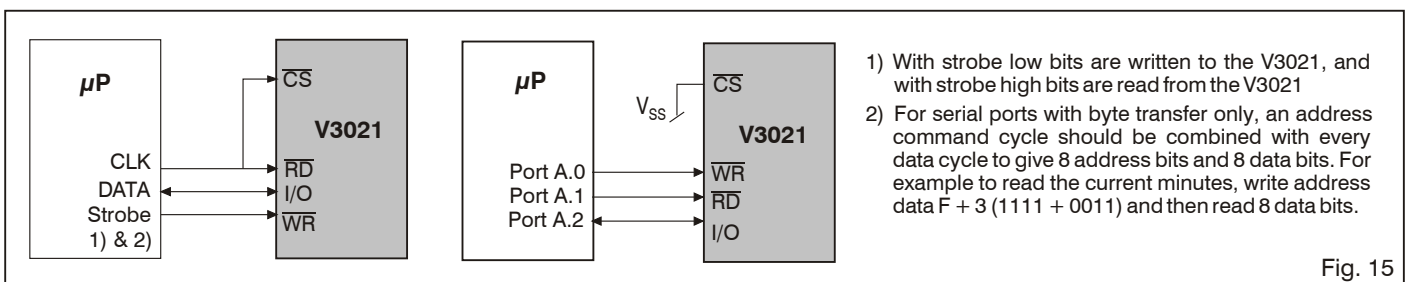 µP
CLK
DATA
Strobe
1) & 2)
CS
V3021
RD
I/O
WR
µP
Port A.0
Port A.1
Port A.2
VSS
CS
V3021
WR
RD
I/O
1) With strobe low bits are written to the V3021, and
with strobe high bits are read from the V3021
2) For serial ports with byte transfer only, an address
command cycle should be combined with every
data cycle to give 8 address bits and 8 data bits. For
example to read the current minutes, write address
data F + 3 (1111 + 0011) and then read 8 data bits.
Fig. 15